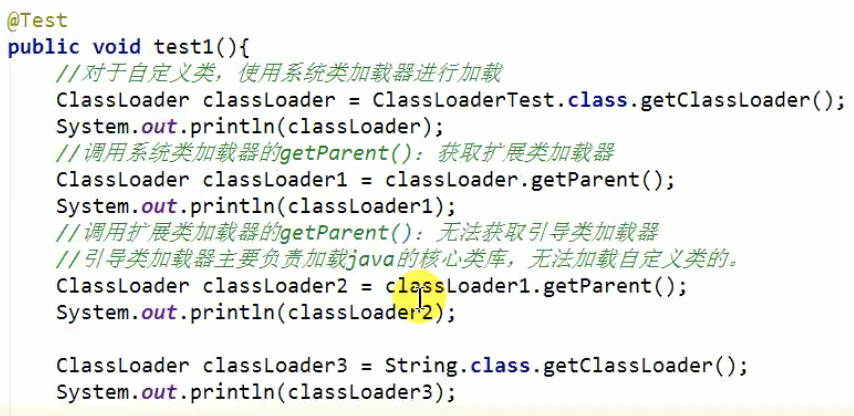 @Test
public void test1(){
//对于自定义类，使用系统类加载器进行加载
ClassLoader classLoader = ClassLoaderTest.class.getClassLoader();
System.out.println(classLoader);
//调用系统类加载器的getParent()：获取扩展类加载器
ClassLoader classLoader1 = classLoader.getParent();
System.out.println(classLoader1);
//调用扩展类加载器的getParent()：无法获取引导类加载器
//引导类加载器主要负责加载java的核心类库，无法加载自定义类的。
ClassLoader classLoader2 = classLoader1.getParent();
System.out.println(classLoader2);
ClassLoader classLoader3 = String.class.getClassLoader();
System.out.println(classLoader3);